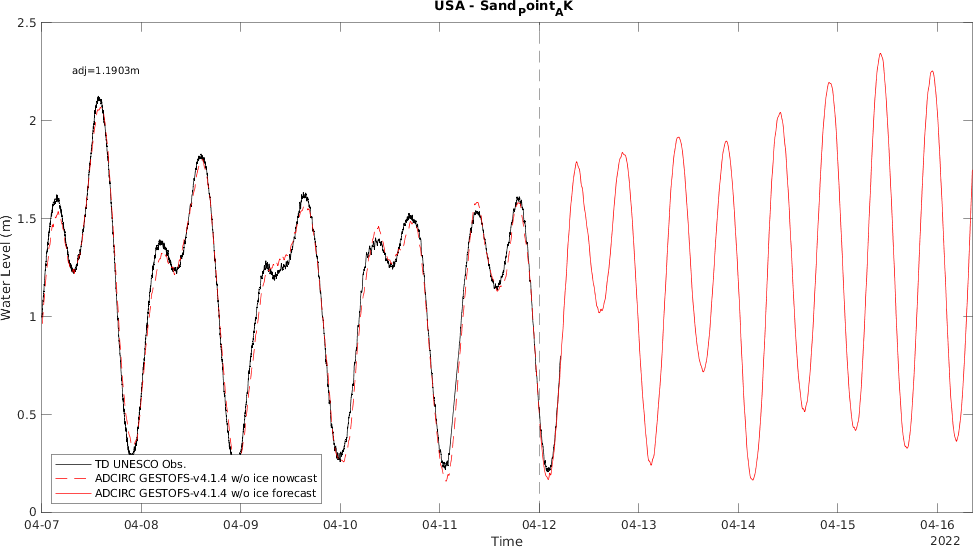 USA - Sand_Point_AK
adj=1.1903m
2.5
2
1.5
1
0.5
0
Water Level (m)
TD UNESCO Obs.
ADCIRC GESTOFS-v4.1.4 w/o ice nowcast
ADCIRC GESTOFS-v4.1.4 w/o ice forecast
04-07 04-08 04-09 04-10 04-11 04-12 04-13 04-14 04-15 04-16
Time
2022